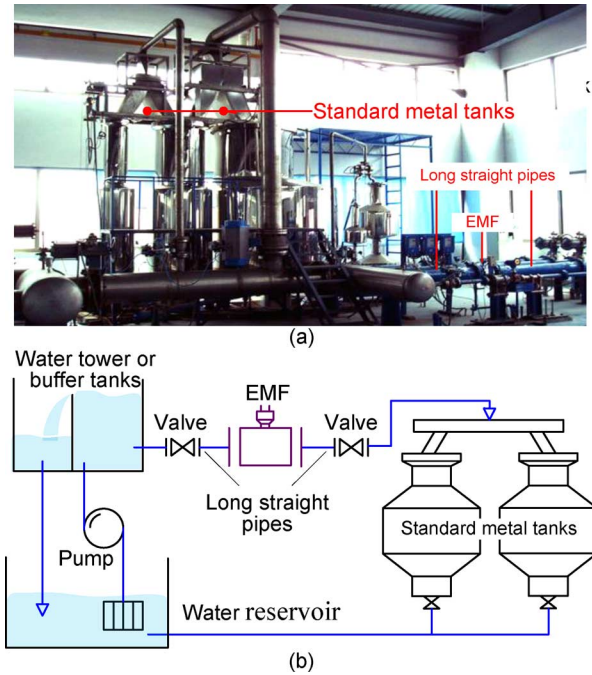 Standard metal tanks
k
Long straight pipes
EMF
(a)
Water tower or
buffer tanks
EMF
Valve
Valve
Long straight
pipes
Standard metal tanks
Pump
Water reservoir
(b)